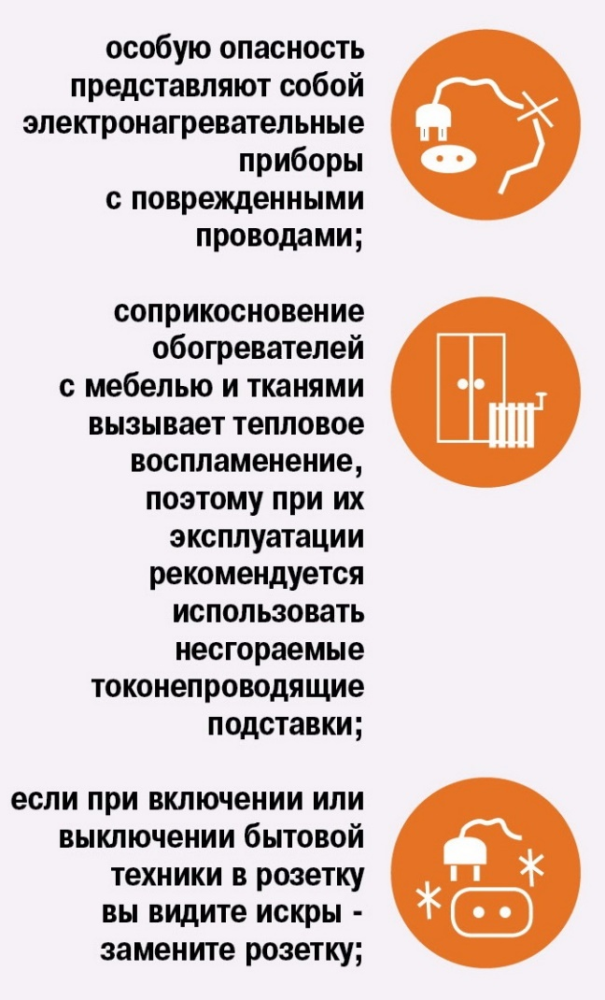 особую опасность
представляют собой
электронагревательные
приборы
с поврежденными
проводами;
соприкосновение
обогревателей
с мебелью и тканями
вызывает тепловое
воспламенение,
поэтому при их
эксплуатации
рекомендуется
использовать
несгораемые
токонепроводящие
подставки;
если при включении или
выключении бытовой
техники в розетку
вы видите искры -
замените розетку;